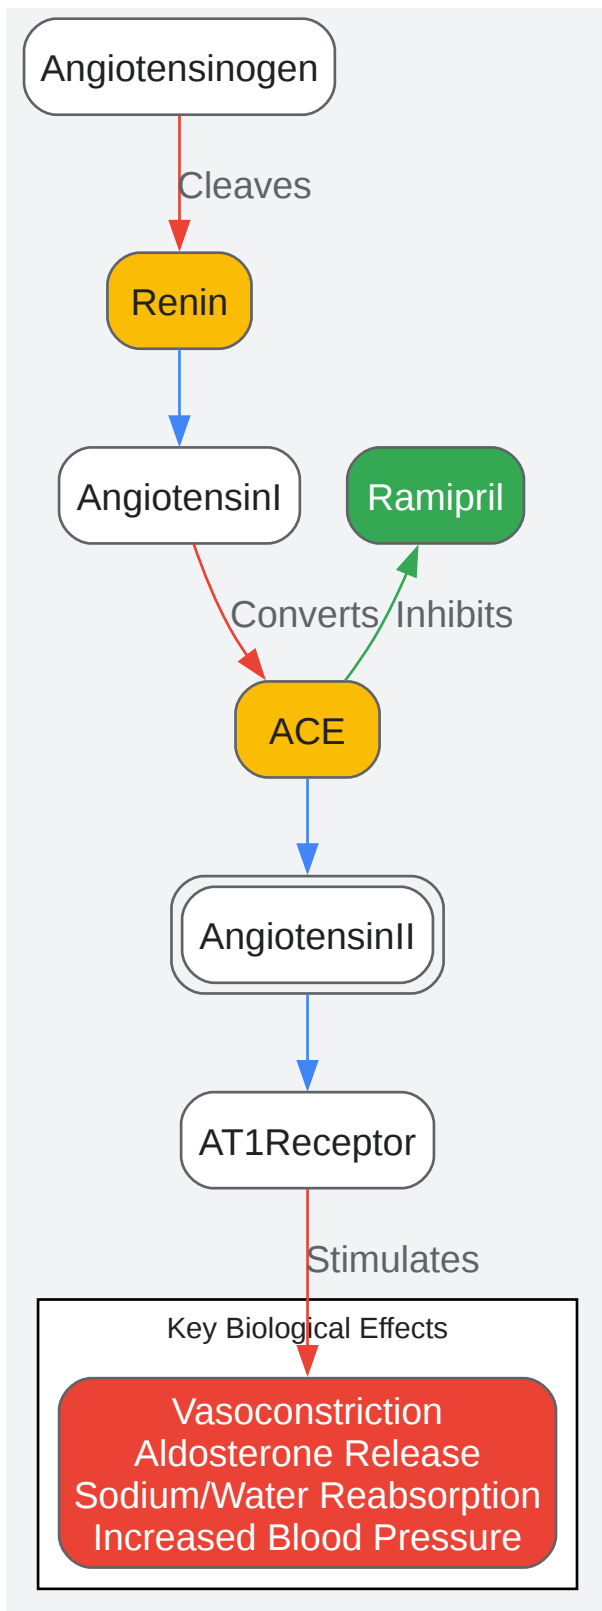 Angiotensinogen
Cleaves
Renin
AngiotensinI
Ramipril
Converts
Inhibits
ACE
AngiotensinII
AT1Receptor
Stimulates
Key Biological Effects
Vasoconstriction
Aldosterone Release
Sodium/Water Reabsorption
Increased Blood Pressure